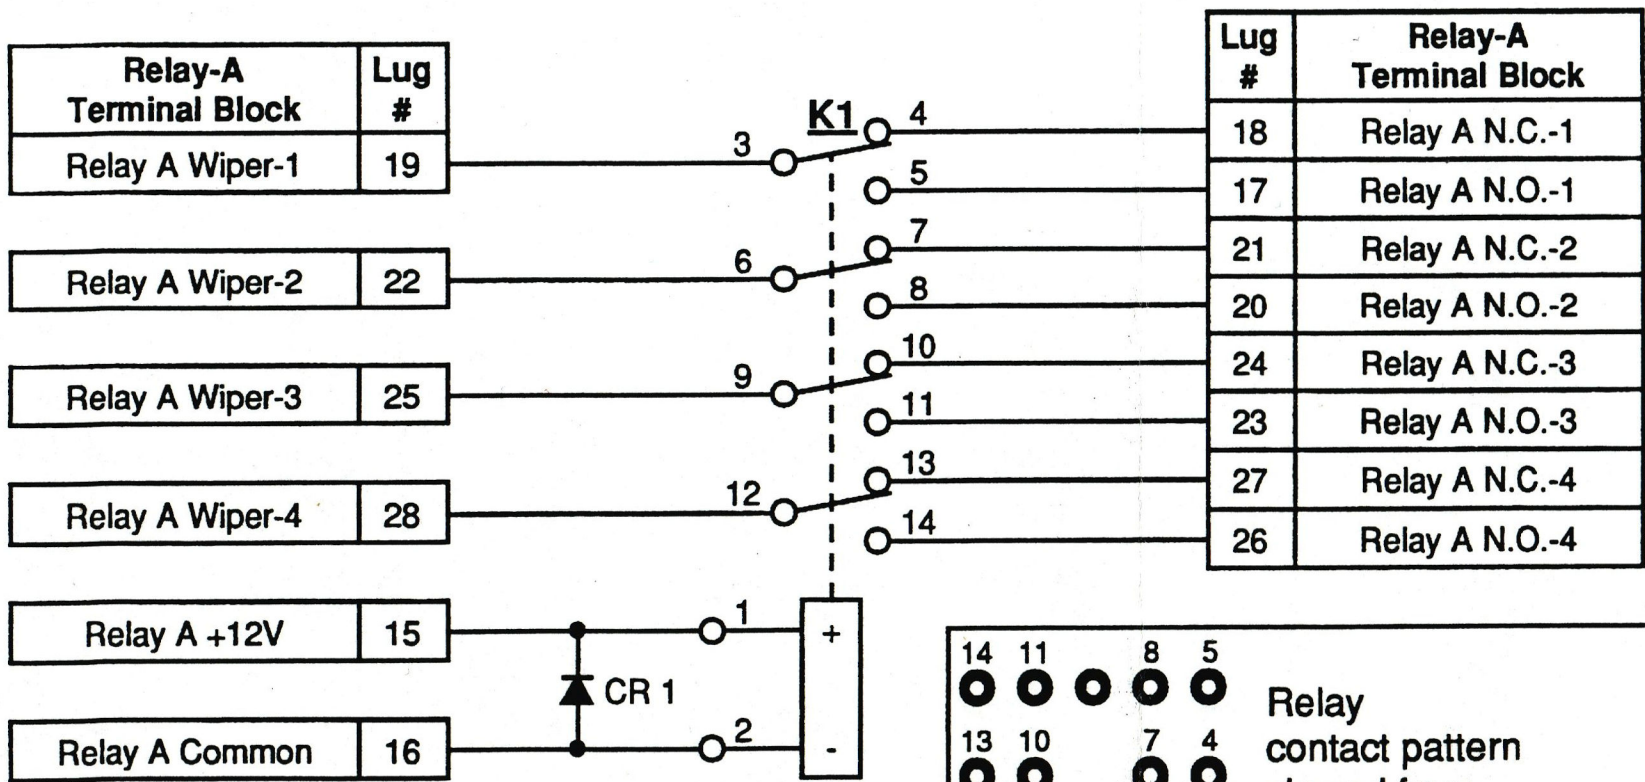 Relay-A
Terminal Block
Lug
#
Relay A Wiper-1 19
Relay A Wiper-2 22
Relay A Wiper-3 25
Relay A Wiper-4 28
Relay A +12V 15
Relay A Common 16
K1
3 4
5
6 7
8
9 10
11
12 13
14
1 +
CR 1
2 -
Lug
#
Relay-A
Terminal Block
18 Relay A N.C.-1
17 Relay A N.O.-1
21 Relay A N.C.-2
20 Relay A N.O.-2
24 Relay A N.C.-3
23 Relay A N.O.-3
27 Relay A N.C.-4
26 Relay A N.O.-4
14 11 8 5
13 10 7 4
Relay
contact pattern